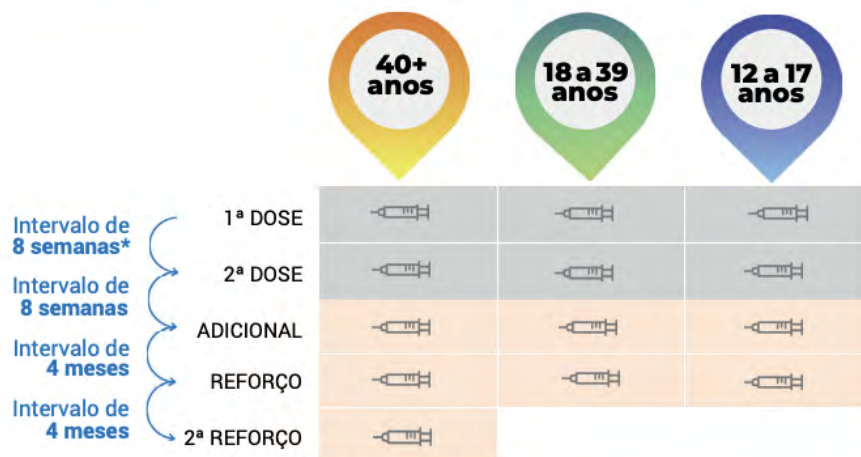 40+
anos
18 a 39
anos
12 a 17
anos
Intervalo de
8 semanas*
Intervalo de
8 semanas
Intervalo de
4 meses
Intervalo de
4 meses
1ª DOSE
2ª DOSE
ADICIONAL
REFORÇO
2ª REFORÇO